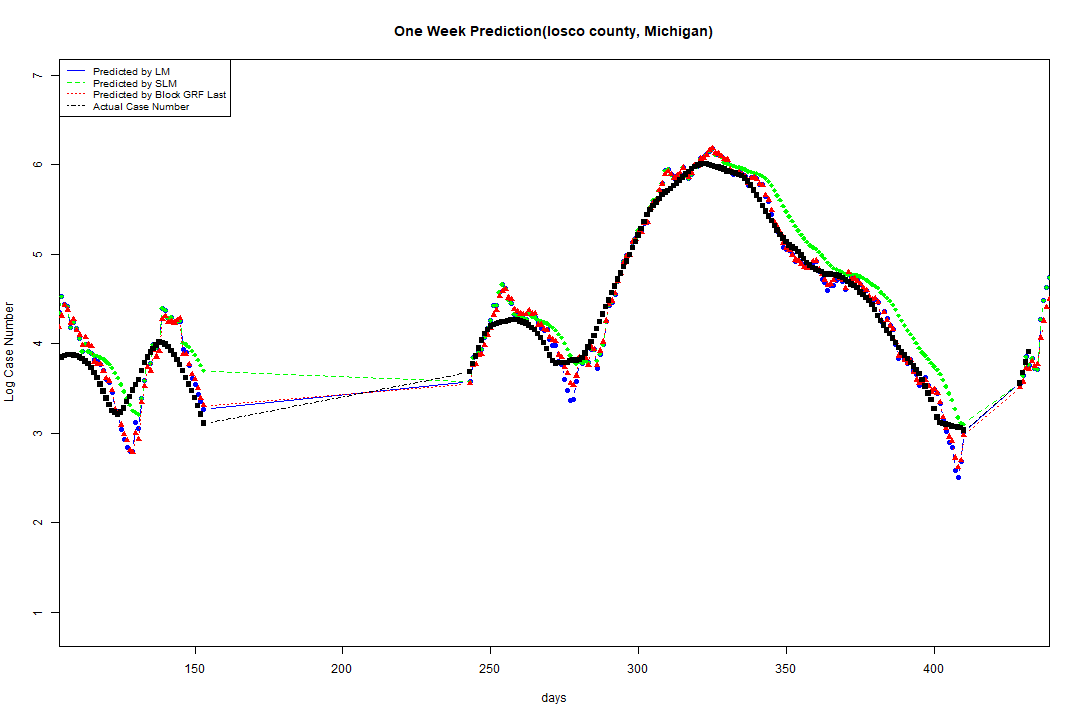 One Week Prediction(Iosco county, Michigan)
Predicted by LM
Predicted by SLM
Predicted by Block GRF Last
Actual Case Number
7
6
5
4
3
2
1
Log Case Number
150 200 250 300 350 400
days